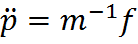 p̈ = m⁻¹f